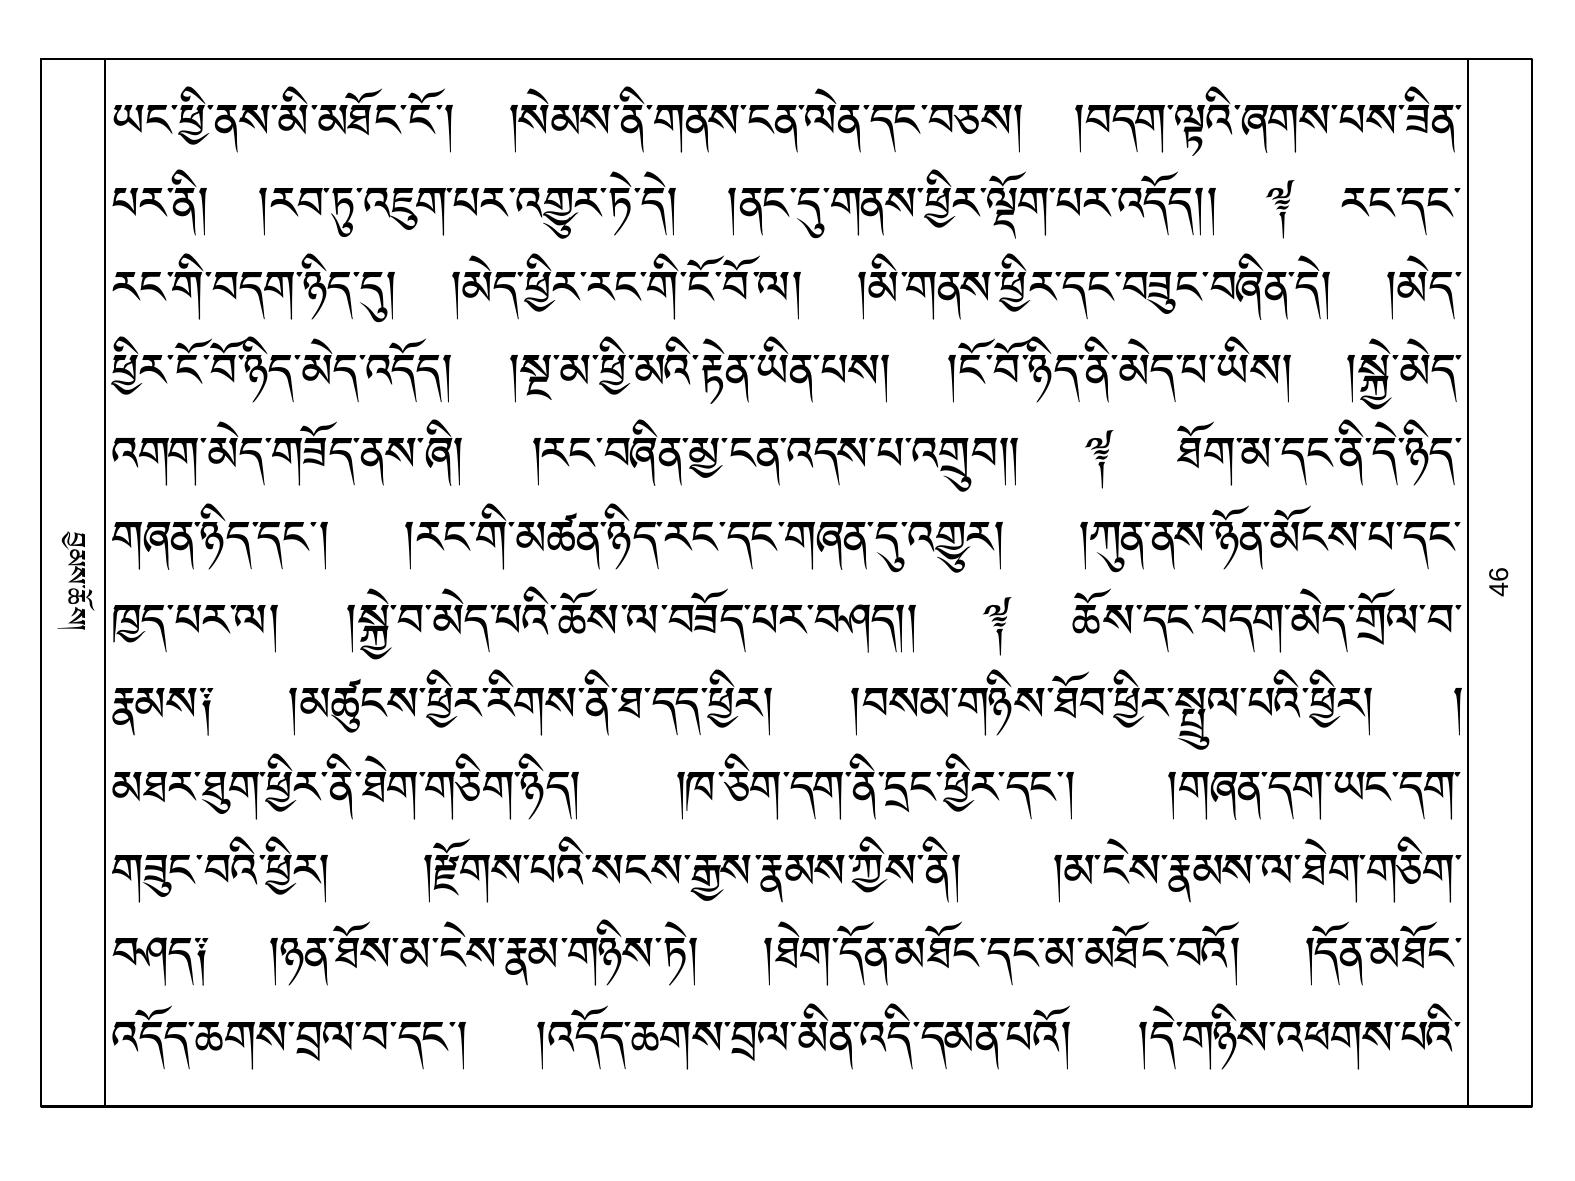 ཡང་ཕྱི་ནས་མི་མཐོང་ངོ་། །སེམས་ནི་གནས་ངན་ལེན་དང་བཅས། །བདག་ལྟའི་ཞགས་པས་ཟིན་
པར་ནི། །རབ་ཏུ་འཇུག་པར་འགྱུར་ཏེ་དེ། །ནང་དུ་གནས་ཕྱིར་ལྡོག་པར་འདོད།། ༈ རང་དང་
རང་གི་བདག་ཉིད་དུ། །མེད་ཕྱིར་རང་གི་ངོ་བོ་ལ། །མི་གནས་ཕྱིར་དང་བཟུང་བཞིན་དེ། །མེད་
ཕྱིར་ངོ་བོ་ཉིད་མེད་འདོད། །སྔ་མ་ཕྱི་མའི་རྟེན་ཡིན་པས། །ངོ་བོ་ཉིད་ནི་མེད་པ་ཡིས། །སྐྱེ་མེད་
འགག་མེད་གཟོད་ནས་ཞི། །རང་བཞིན་མྱ་ངན་འདས་པ་འགྲུབ།། ༈ ཐོག་མ་དང་ནི་དེ་ཉིད་
གཞན་ཉིད་དང་། །རང་གི་མཚན་ཉིད་རང་དང་གཞན་དུ་འགྱུར། །ཀུན་ནས་ཉོན་མོངས་པ་དང་
ཁྱད་པར་ལ། །སྐྱེ་བ་མེད་པའི་ཆོས་ལ་བཟོད་པར་བཤད།། ༈ ཆོས་དང་བདག་མེད་གྲོལ་བ་
རྣམས༑ །མཚུངས་ཕྱིར་རིགས་ནི་ཐ་དད་ཕྱིར། །བསམ་གཉིས་ཐོབ་ཕྱིར་སྤྲུལ་པའི་ཕྱིར། །
མཐར་ཐུག་ཕྱིར་ནི་ཐེག་གཅིག་ཉིད། །ཁ་ཅིག་དག་ནི་དྲང་ཕྱིར་དང་། །གཞན་དག་ཡང་དག་
གཟུང་བའི་ཕྱིར། །རྫོགས་པའི་སངས་རྒྱས་རྣམས་ཀྱིས་ནི། །མ་ངེས་རྣམས་ལ་ཐེག་གཅིག་
བཤད༑ །ཉན་ཐོས་མ་ངེས་རྣམ་གཉིས་ཏེ། །ཐེག་དོན་མཐོང་དང་མ་མཐོང་བའོ། །དོན་མཐོང་
འདོད་ཆགས་བྲལ་བ་དང་། །འདོད་ཆགས་བྲལ་མིན་འདི་དམན་པའོ། །དེ་གཉིས་འཕགས་པའི་
བྱམས་ཆོས།
46